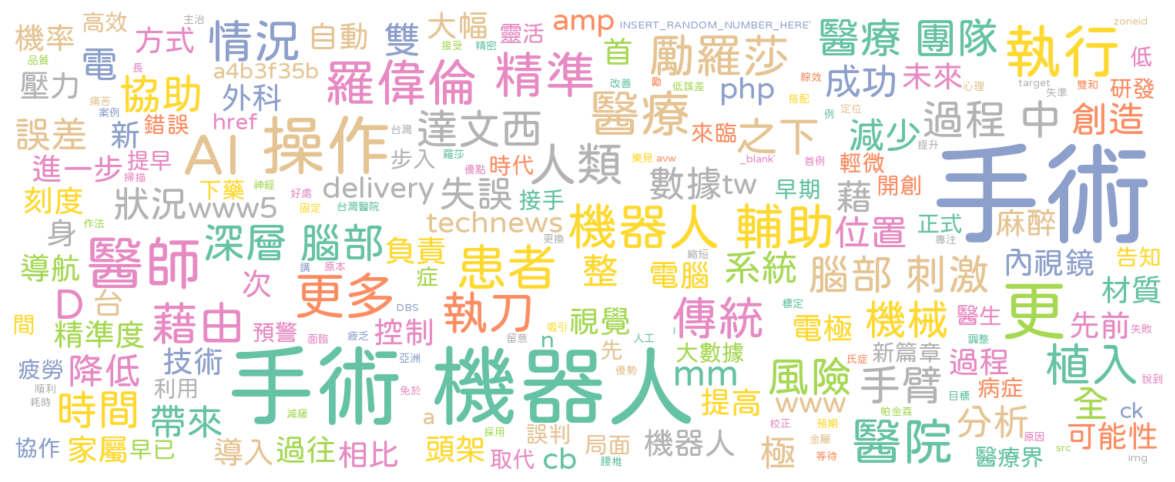 主治
高效
機率
方式
品質
情況
自動
雙
大幅
接受
精密
靈活
amp
INSERT_RANDOM_NUMBER_HERE'
醫療 團隊
執行
zoneid
低
電
長
壓力
a4b3f35b
協助
外科
羅偉倫
精準
首
改善
勵
勵羅莎
低誤差
綜效
成功
未來
心理
target
失準
雙和
研發
痛苦
案例
誤差
新
錯誤
href
AI 操作
台灣
達文西
醫療
php
搭配
例
定位
減少
提升
過程 中
創造
來臨
之下
進一步
提早
掃描
步入
羅莎
優點
時代
人類
樂見
avw
_blank'
首例
輕微
開創
手術
刻度
狀況
下藥
神經
www5
好處
固定
delivery
台灣醫院
失誤
接手
數據
tw
早期
藉
麻醉
身
作法
technews
機器人 輔助
位置
正式
專注
導航
醫師
深層 腦部
講
原本
負責
症
患者
更換
整
縮短
電腦
系統
腦部 刺激
內視鏡
告知
材質
次
D
台
更多
執刀
傳統
標定
電極
機械
醫生
更
先前
失敗
間
精準度
藉由
預警
面臨
DBS
控制
疲乏
留意
n
吸引
視覺
人工
先
大數據
優勢
氏症
調整
新篇章
過程
植入
說到
疲勞
技術
亞洲
免於
手術 機器人
mm
風險
手臂
病症
目標
順利
耗時
降低
利用
時間
帶來
減緩
a
採用
提高
www
校正
預期
帕金森
全
ck
分析
可能性
協作
家屬
早已
導入
過往
相比
頭架
誤判
取代
cb
局面
腰椎
機器人
極
金屬
等待
醫院
原因
醫療界
src
img